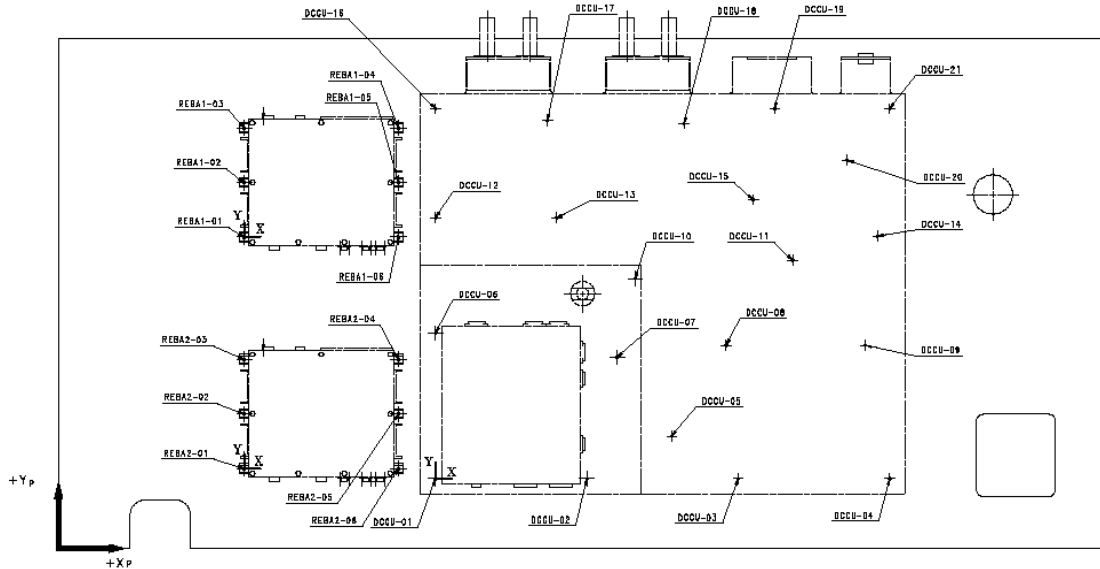 DCCU-16
DCCU-17
DCCU-18
DCCU-19
DCCU-21
REBA1-04
REBA1-05
REBA1-03
REBA1-02
REBA1-01
Y
X
REBA1-06
DCCU-12
DCCU-13
DCCU-15
DCCU-20
DCCU-14
DCCU-11
DCCU-10
DCCU-06
DCCU-07
DCCU-08
DCCU-09
DCCU-05
REBA2-04
REBA2-03
REBA2-02
REBA2-01
Y
X
REBA2-05
REBA2-06
Y
X
DCCU-01
DCCU-02
DCCU-03
DCCU-04
+YP
+XP